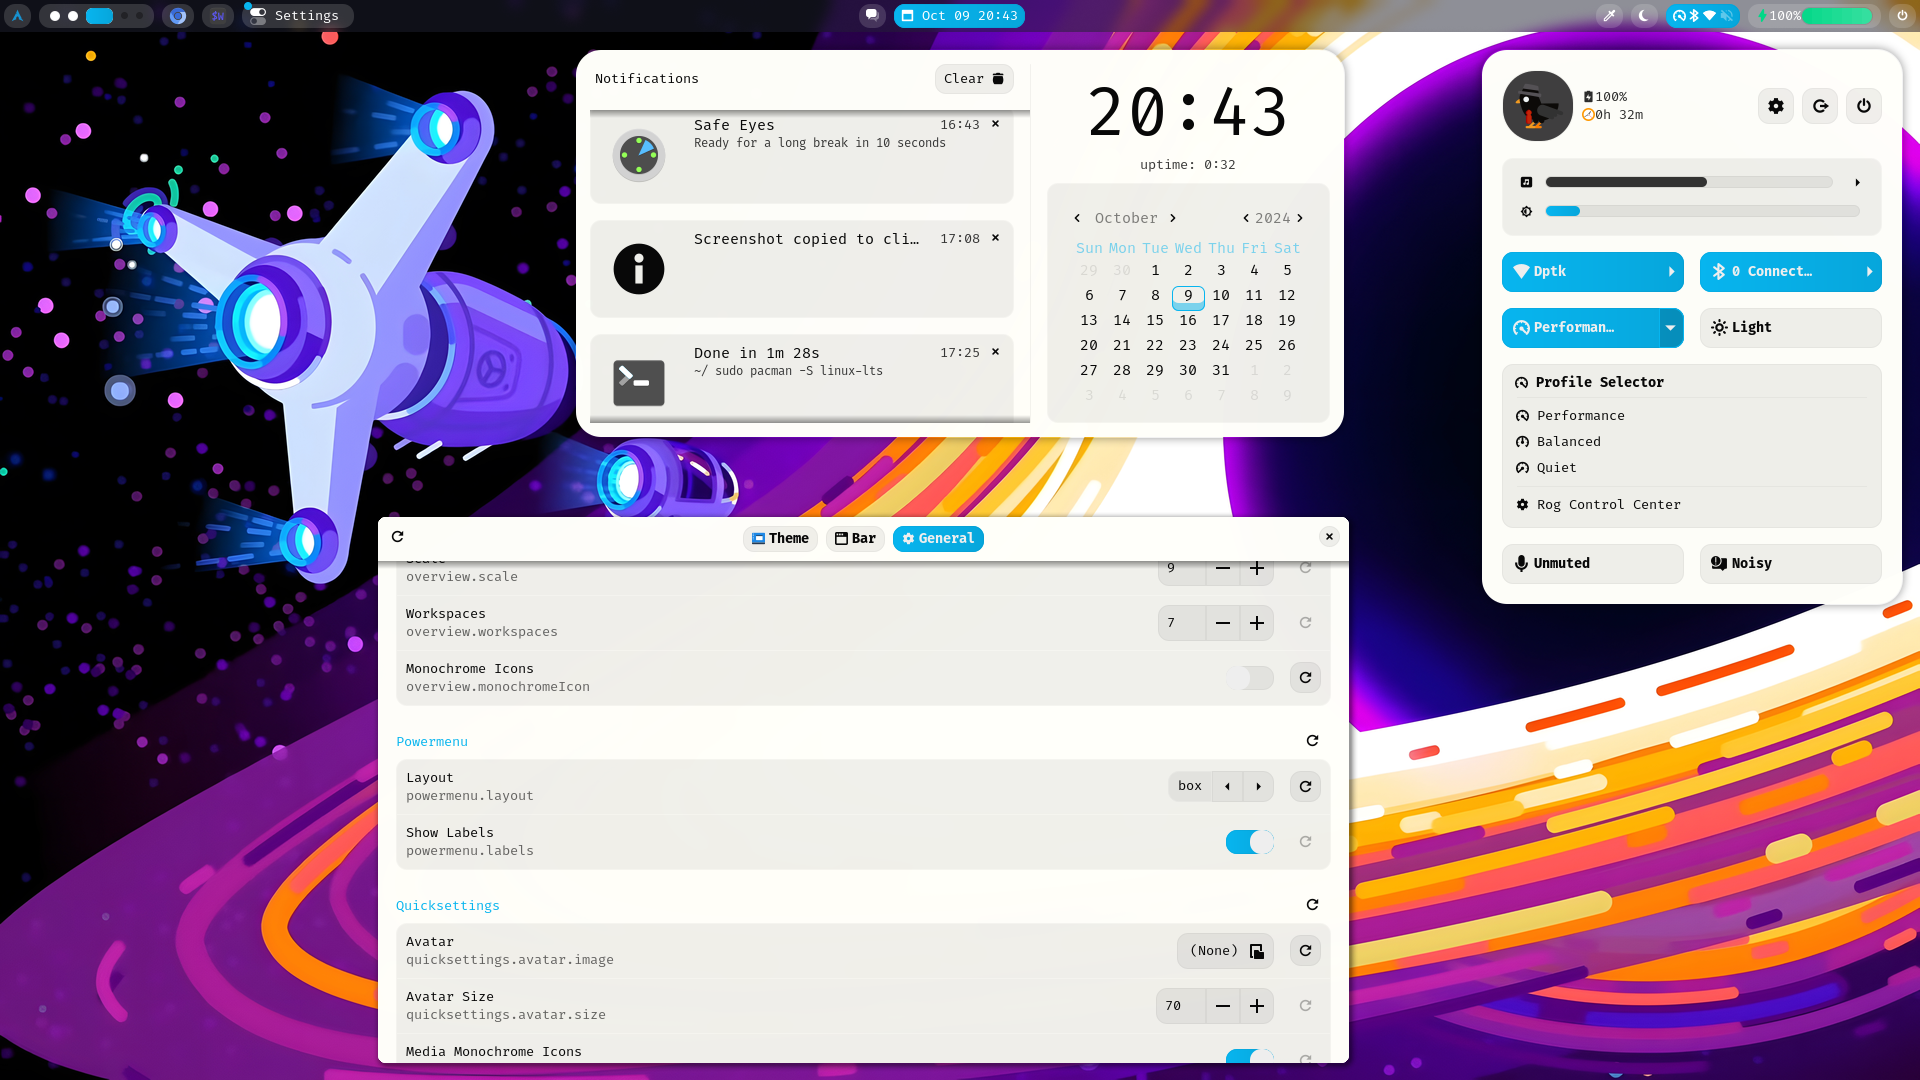 Settings
Oct 09 20:43
100%
Notifications
Clear
Safe Eyes
16:43
Ready for a long break in 10 seconds
Screenshot copied to cli…
17:08
Done in 1m 28s
17:25
~/ sudo pacman -S linux-lts
20:43
uptime: 0:32
October
2024
Sun Mon Tue Wed Thu Fri Sat
29 30 1 2 3 4 5
6 7 8 9 10 11 12
13 14 15 16 17 18 19
20 21 22 23 24 25 26
27 28 29 30 31 1 2
3 4 5 6 7 8 9
100%
0h 32m
Dptk
0 Connect…
Performan…
Light
Profile Selector
Performance
Balanced
Quiet
Rog Control Center
Unmuted
Noisy
Theme
Bar
General
Scale
overview.scale
9
Workspaces
overview.workspaces
7
Monochrome Icons
overview.monochromeIcon
Powermenu
Layout
powermenu.layout
box
Show Labels
powermenu.labels
Quicksettings
Avatar
quicksettings.avatar.image
(None)
Avatar Size
quicksettings.avatar.size
70
Media Monochrome Icons